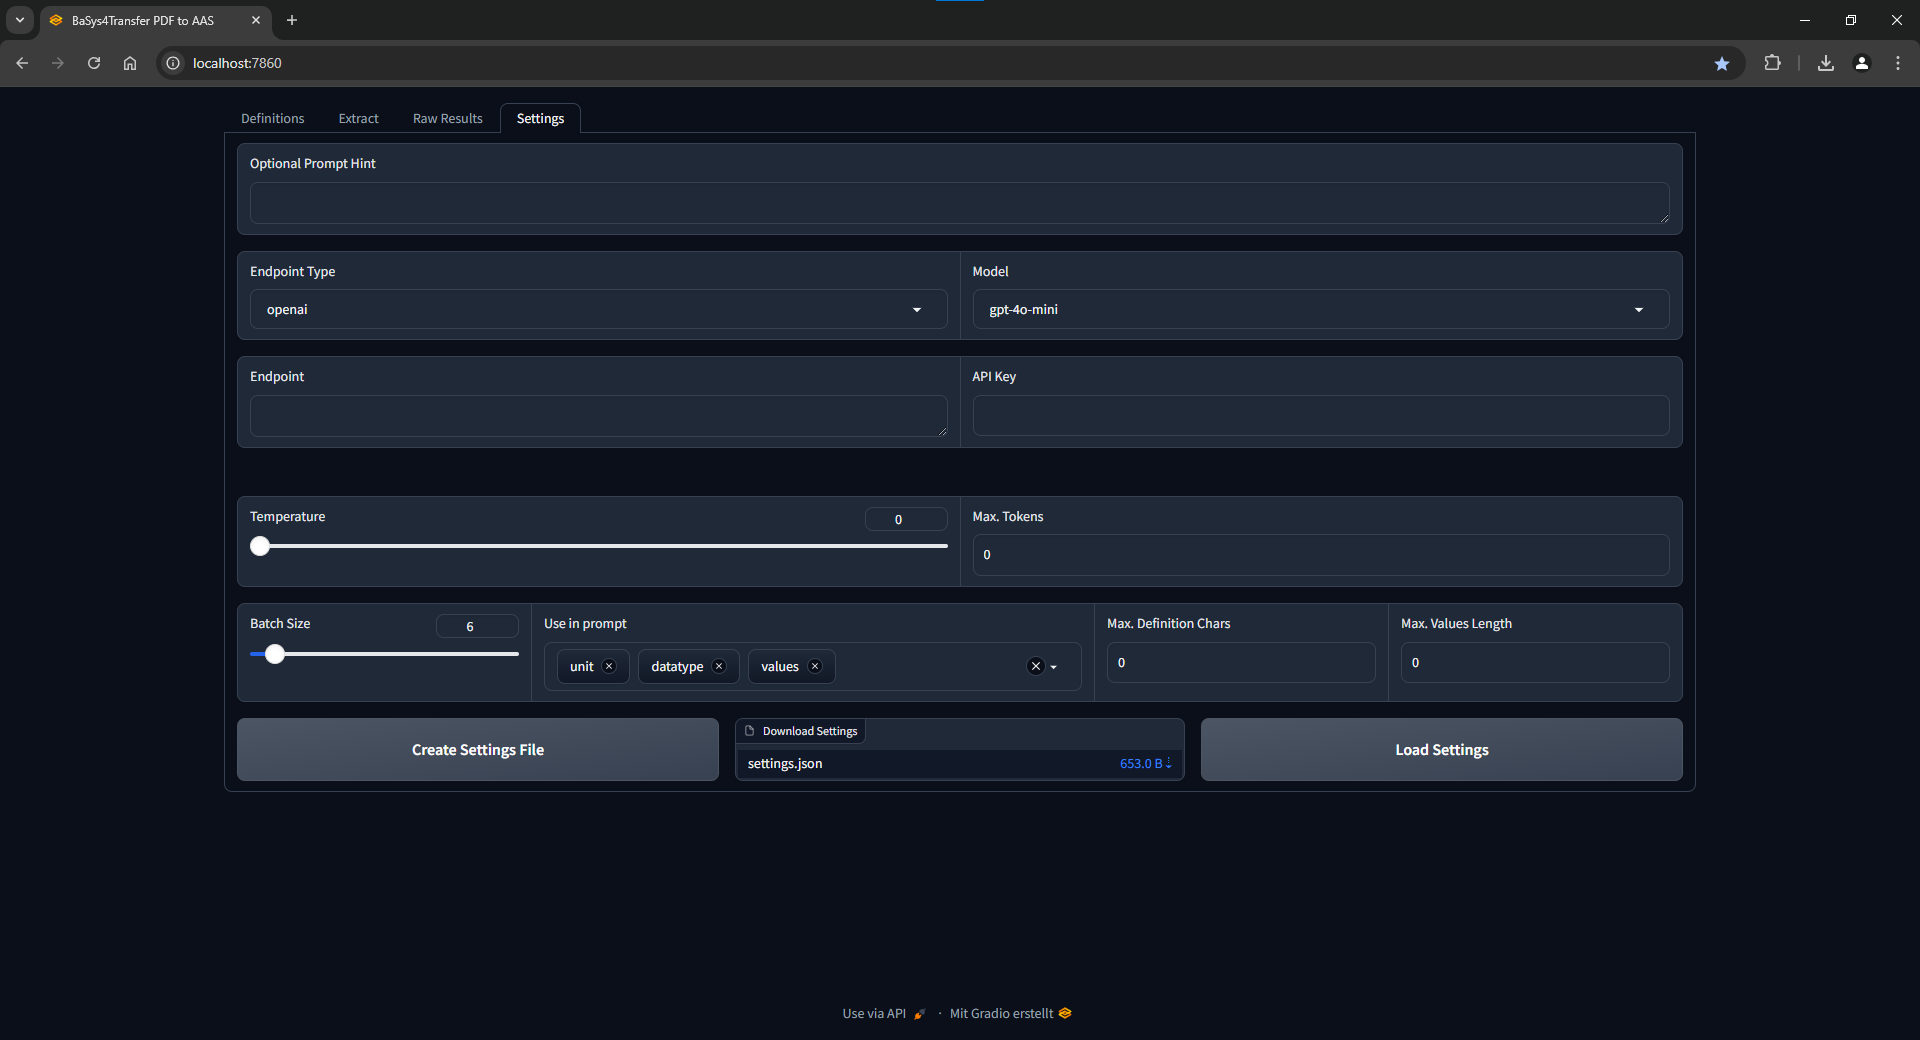 BaSys4Transfer PDF to AAS
localhost:7860
Definitions Extract Raw Results Settings
Optional Prompt Hint
Endpoint Type Model
openai gpt-4o-mini
Endpoint API Key
Temperature 0 Max. Tokens
0
Batch Size 6 Use in prompt Max. Definition Chars Max. Values Length
unit datatype values 0 0
Create Settings File Download Settings Load Settings
settings.json 653.0 B ⇣
Use via API · Mit Gradio erstellt